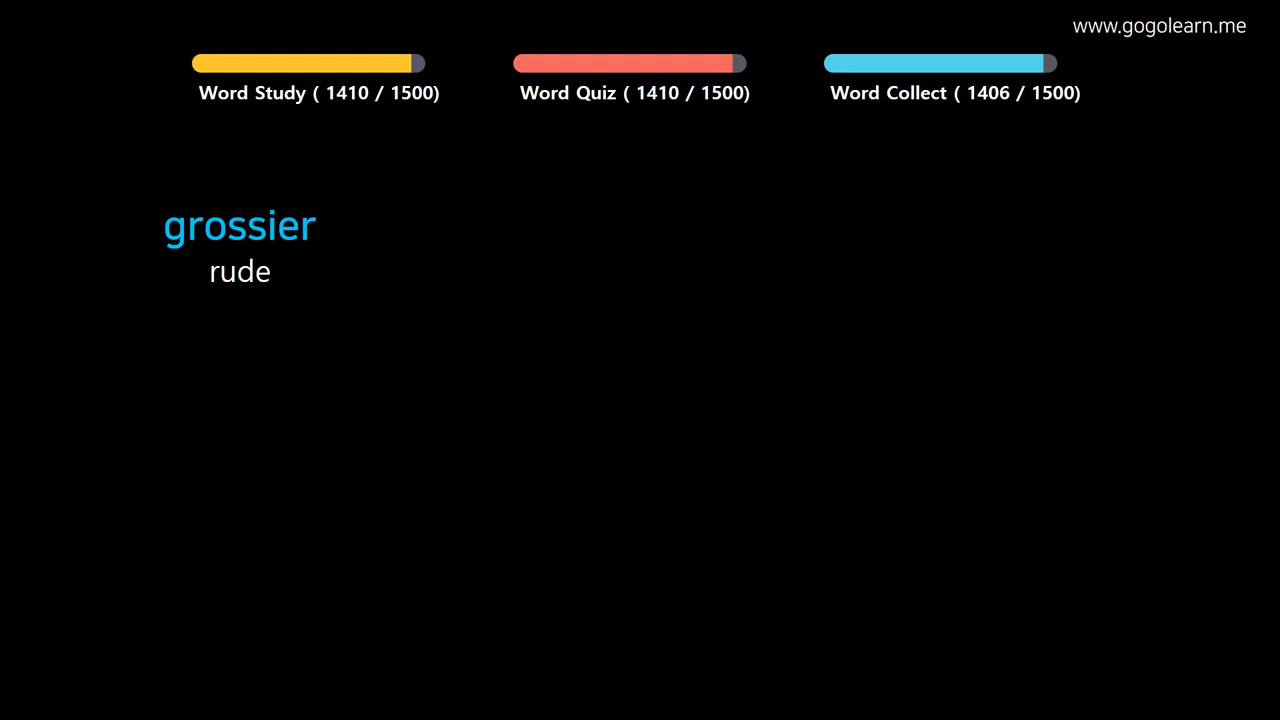 www.gogolearn.me
Word Study ( 1410 / 1500)
Word Quiz ( 1410 / 1500)
Word Collect ( 1406 / 1500)
grossier
rude